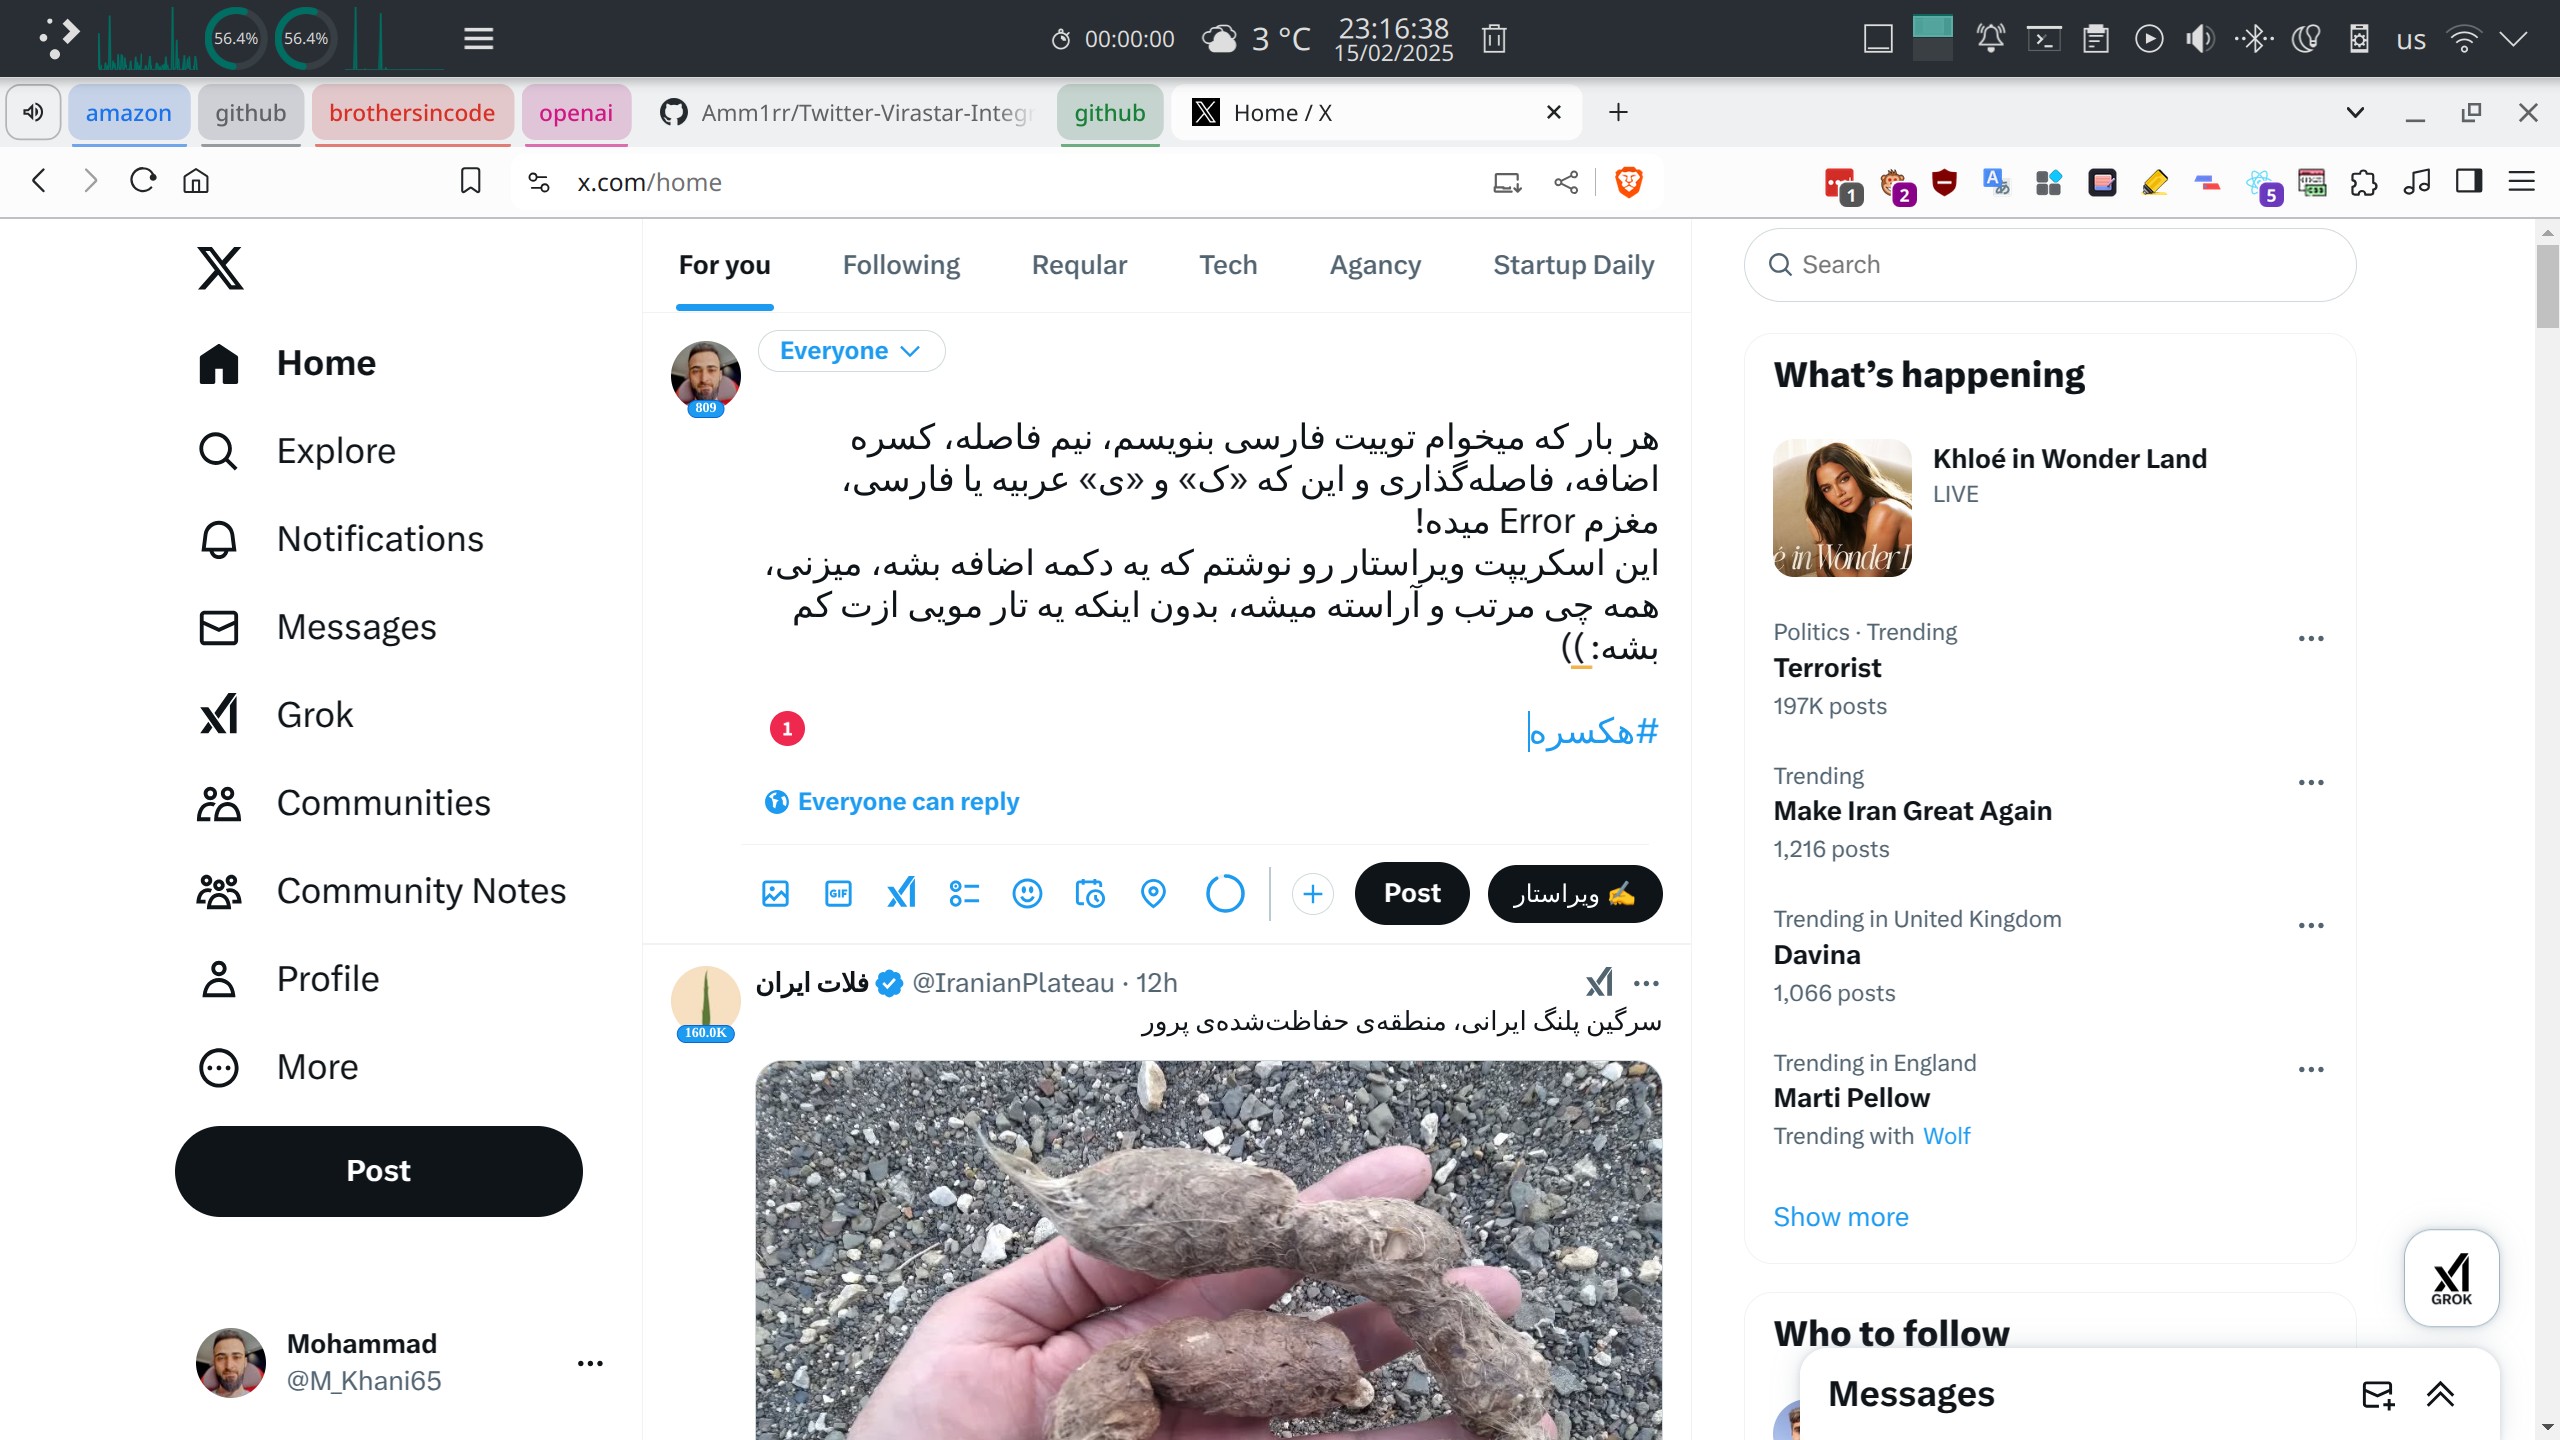 56.4%
56.4%
00:00:00
3 °C
23:16:38
15/02/2025
us
amazon
github
brothersincode
openai
Amm1rr/Twitter-Virastar-Integr
github
Home / X
x.com/home
1
2
5
Home
Explore
Notifications
Messages
Grok
Communities
Community Notes
Profile
More
Post
Mohammad
@M_Khani65
For you
Following
Reqular
Tech
Agancy
Startup Daily
809
Everyone
هر بار که میخوام توییت فارسی بنویسم، نیم فاصله، کسره
اضافه، فاصله‌گذاری و این که «ک» و «ی» عربیه یا فارسی،
مغزم Error میده!
این اسکریپت ویراستار رو نوشتم که یه دکمه اضافه بشه، میزنی،
همه چی مرتب و آراسته میشه، بدون اینکه یه تار مویی ازت کم
بشه:))
#هکسره
1
Everyone can reply
GIF
Post
✍️ ویراستار
160.0K
فلات ایران @IranianPlateau · 12h
سرگین پلنگ ایرانی، منطقه‌ی حفاظت‌شده‌ی پرور
Search
What’s happening
é in Wonder L
Khloé in Wonder Land
LIVE
Politics · Trending
Terrorist
197K posts
Trending
Make Iran Great Again
1,216 posts
Trending in United Kingdom
Davina
1,066 posts
Trending in England
Marti Pellow
Trending with Wolf
Show more
GROK
Who to follow
Messages